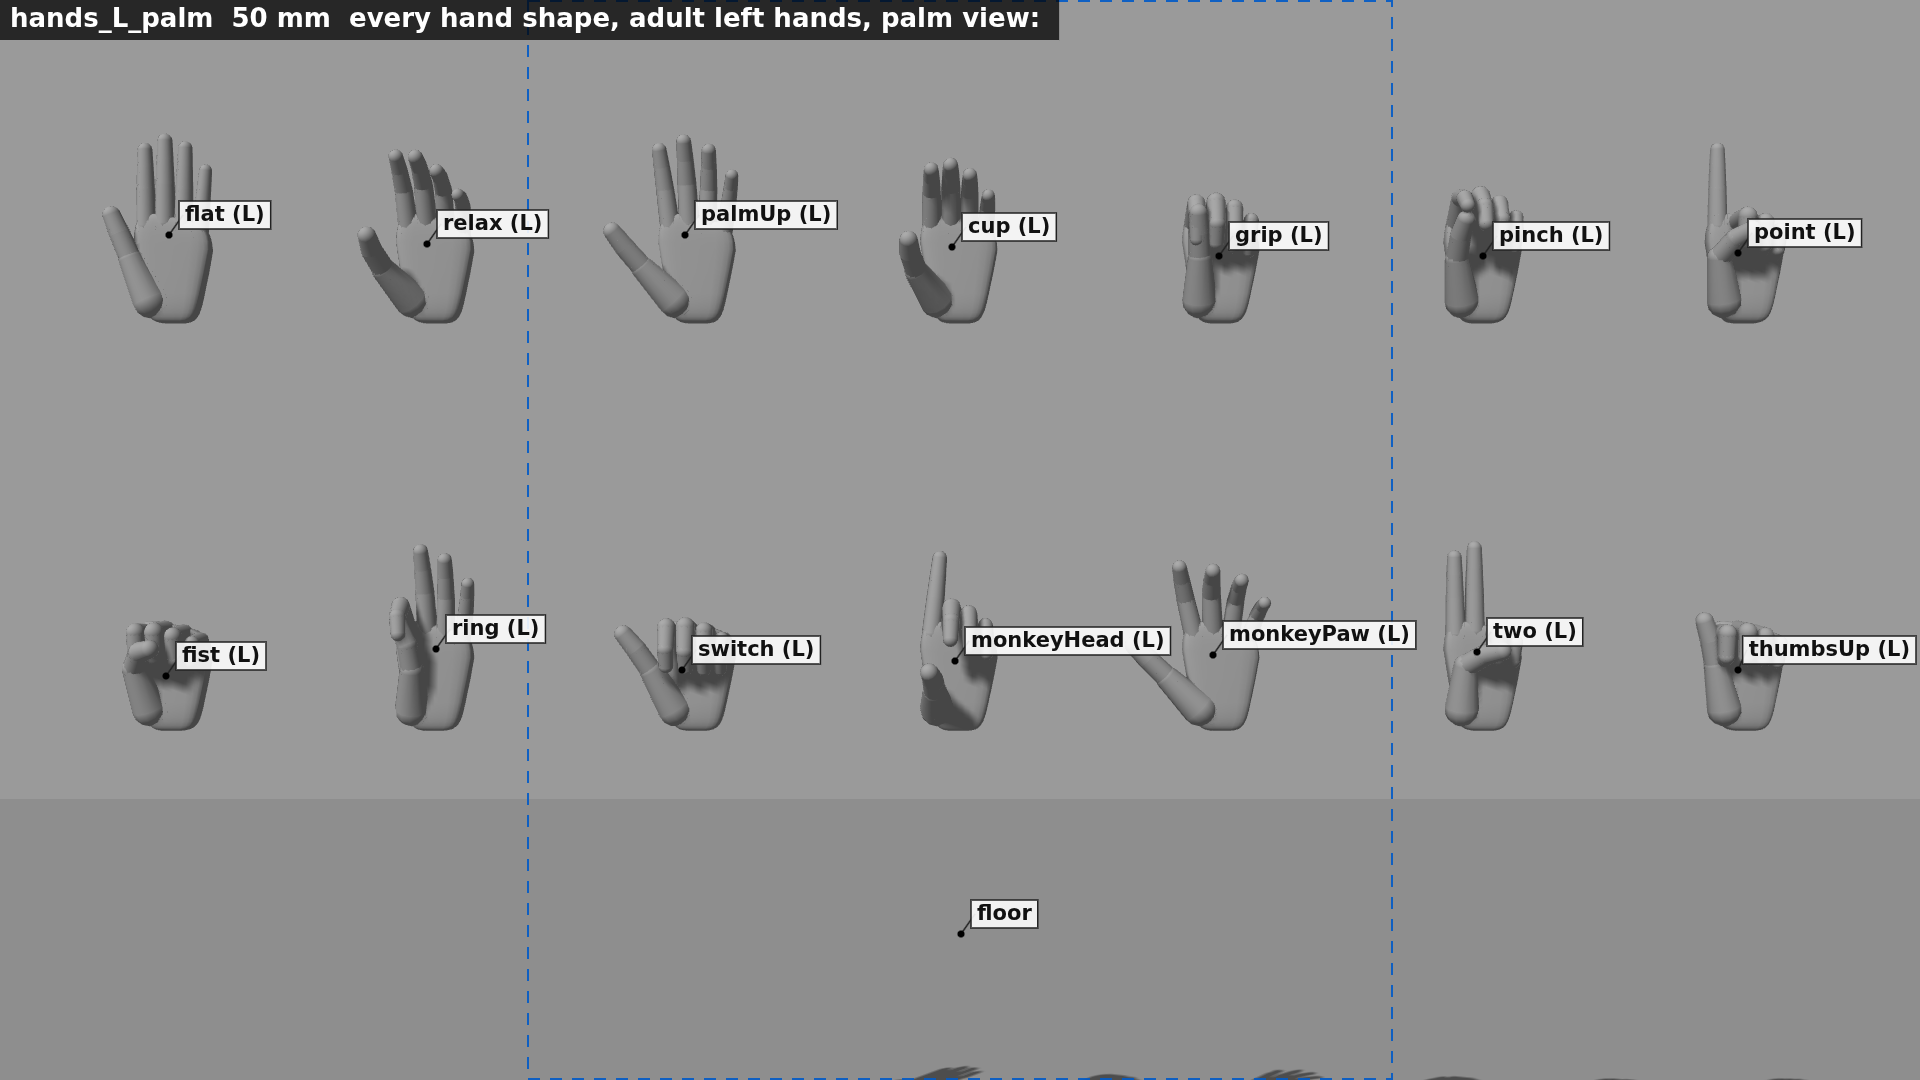 hands_L_palm  50 mm  every hand shape, adult left hands, palm view:
flat (L)
relax (L)
palmUp (L)
cup (L)
grip (L)
pinch (L)
point (L)
fist (L)
ring (L)
switch (L)
monkeyHead (L)
monkeyPaw (L)
two (L)
thumbsUp (L)
floor